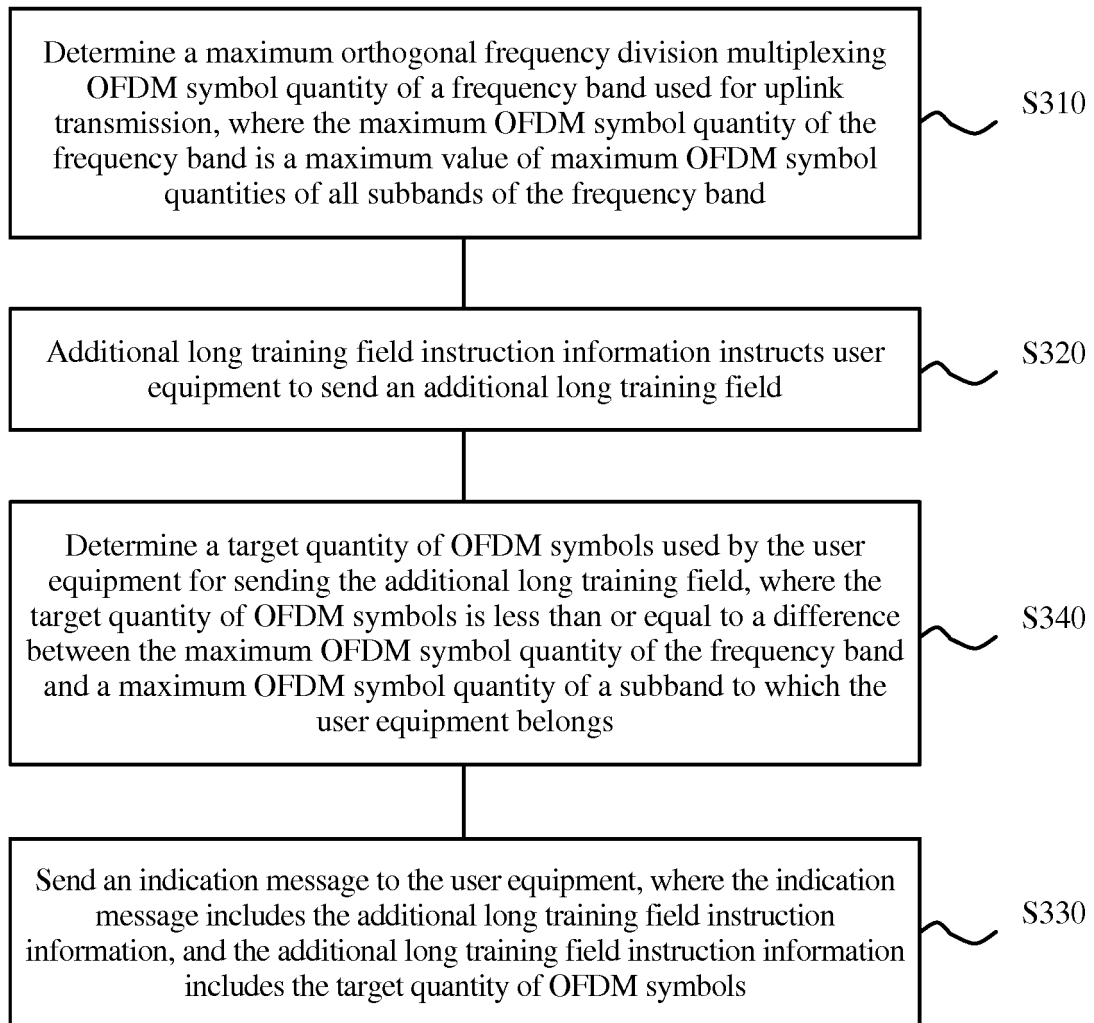 Determine a maximum orthogonal frequency division multiplexing
OFDM symbol quantity of a frequency band used for uplink
transmission, where the maximum OFDM symbol quantity of the
frequency band is a maximum value of maximum OFDM symbol
quantities of all subbands of the frequency band
S310
Additional long training field instruction information instructs user
equipment to send an additional long training field
S320
Determine a target quantity of OFDM symbols used by the user
equipment for sending the additional long training field, where the
target quantity of OFDM symbols is less than or equal to a difference
between the maximum OFDM symbol quantity of the frequency band
and a maximum OFDM symbol quantity of a subband to which the
user equipment belongs
S340
Send an indication message to the user equipment, where the indication
message includes the additional long training field instruction
information, and the additional long training field instruction information
includes the target quantity of OFDM symbols
S330